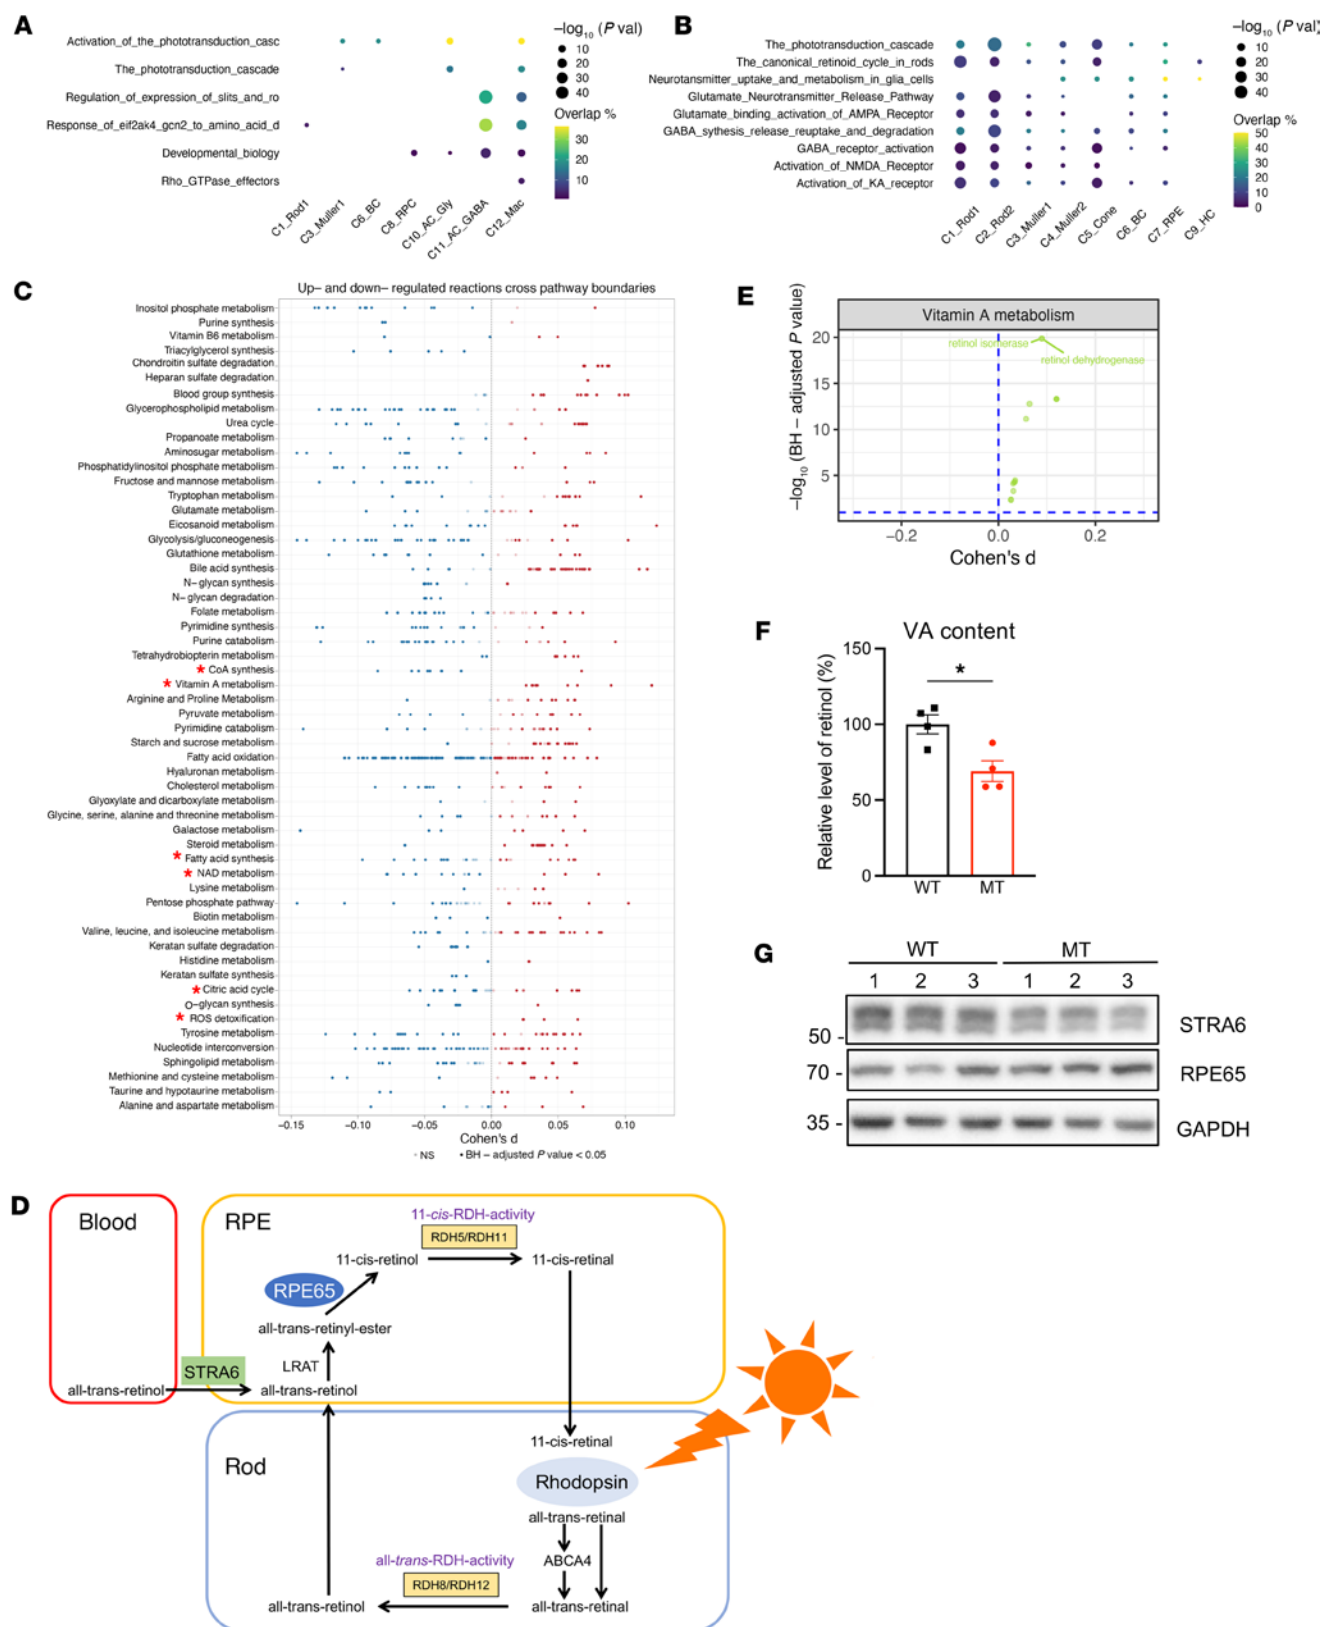 A
Activation_of_the_phototransduction_casc
The_phototransduction_cascade
Regulation_of_expression_of_slits_and_ro
Response_of_eif2ak4_gcn2_to_amino_acid_d
Developmental_biology
Rho_GTPase_effectors
C1_Rod1
C3_Muller1
C6_BC
C8_RPC
C10_AC_Gly
C11_AC_GABA
C12_Mac
–log10 (P val)
10
20
30
40
Overlap %
30
20
10
B
The_phototransduction_cascade
The_canonical_retinoid_cycle_in_rods
Neurotransmitter_uptake_and_metabolism_in_glia_cells
Glutamate_Neurotransmitter_Release_Pathway
Glutamate_binding_activation_of_AMPA_Receptor
GABA_sythesis_release_reuptake_and_degradation
GABA_receptor_activation
Activation_of_NMDA_Receptor
Activation_of_KA_receptor
C1_Rod1
C2_Rod2
C3_Muller1
C4_Muller2
C5_Cone
C6_BC
C7_RPE
C9_HC
–log10 (P val)
10
20
30
40
Overlap %
50
40
30
20
10
0
C
Up– and down– regulated reactions cross pathway boundaries
Inositol phosphate metabolism
Purine synthesis
Vitamin B6 metabolism
Triacylglycerol synthesis
Chondroitin sulfate degradation
Heparan sulfate degradation
Blood group synthesis
Glycerophospholipid metabolism
Urea cycle
Propanoate metabolism
Aminosugar metabolism
Phosphatidylinositol phosphate metabolism
Fructose and mannose metabolism
Tryptophan metabolism
Glutamate metabolism
Eicosanoid metabolism
Glycolysis/gluconeogenesis
Glutathione metabolism
Bile acid synthesis
N– glycan synthesis
N– glycan degradation
Folate metabolism
Pyrimidine synthesis
Purine catabolism
Tetrahydrobiopterin metabolism
* CoA synthesis
* Vitamin A metabolism
Arginine and Proline Metabolism
Pyruvate metabolism
Pyrimidine catabolism
Starch and sucrose metabolism
Fatty acid oxidation
Hyaluronan metabolism
Cholesterol metabolism
Glyoxylate and dicarboxylate metabolism
Glycine, serine, alanine and threonine metabolism
Galactose metabolism
Steroid metabolism
* Fatty acid synthesis
* NAD metabolism
Lysine metabolism
Pentose phosphate pathway
Biotin metabolism
Valine, leucine, and isoleucine metabolism
Keratan sulfate degradation
Histidine metabolism
Keratan sulfate synthesis
* Citric acid cycle
O–glycan synthesis
* ROS detoxification
Tyrosine metabolism
Nucleotide interconversion
Sphingolipid metabolism
Methionine and cysteine metabolism
Taurine and hypotaurine metabolism
Alanine and aspartate metabolism
–0.15 –0.10 –0.05 0.00 0.05 0.10
Cohen's d
NS BH – adjusted P value < 0.05
E
Vitamin A metabolism
–log10 (BH – adjusted P value)
20
15
10
5
retinol isomerase
retinol dehydrogenase
–0.2 0.0 0.2
Cohen's d
F
VA content
Relative level of retinol (%)
150
100
50
0
*
WT MT
G
WT MT
1 2 3 1 2 3
50 - STRA6
70 - RPE65
35 - GAPDH
D
Blood
RPE
11-cis-RDH-activity
RDH5/RDH11
11-cis-retinol
11-cis-retinal
RPE65
all-trans-retinyl-ester
STRA6
LRAT
all-trans-retinol
all-trans-retinol
Rod
11-cis-retinal
Rhodopsin
all-trans-retinal
ABCA4
all-trans-RDH-activity
RDH8/RDH12
all-trans-retinol
all-trans-retinal